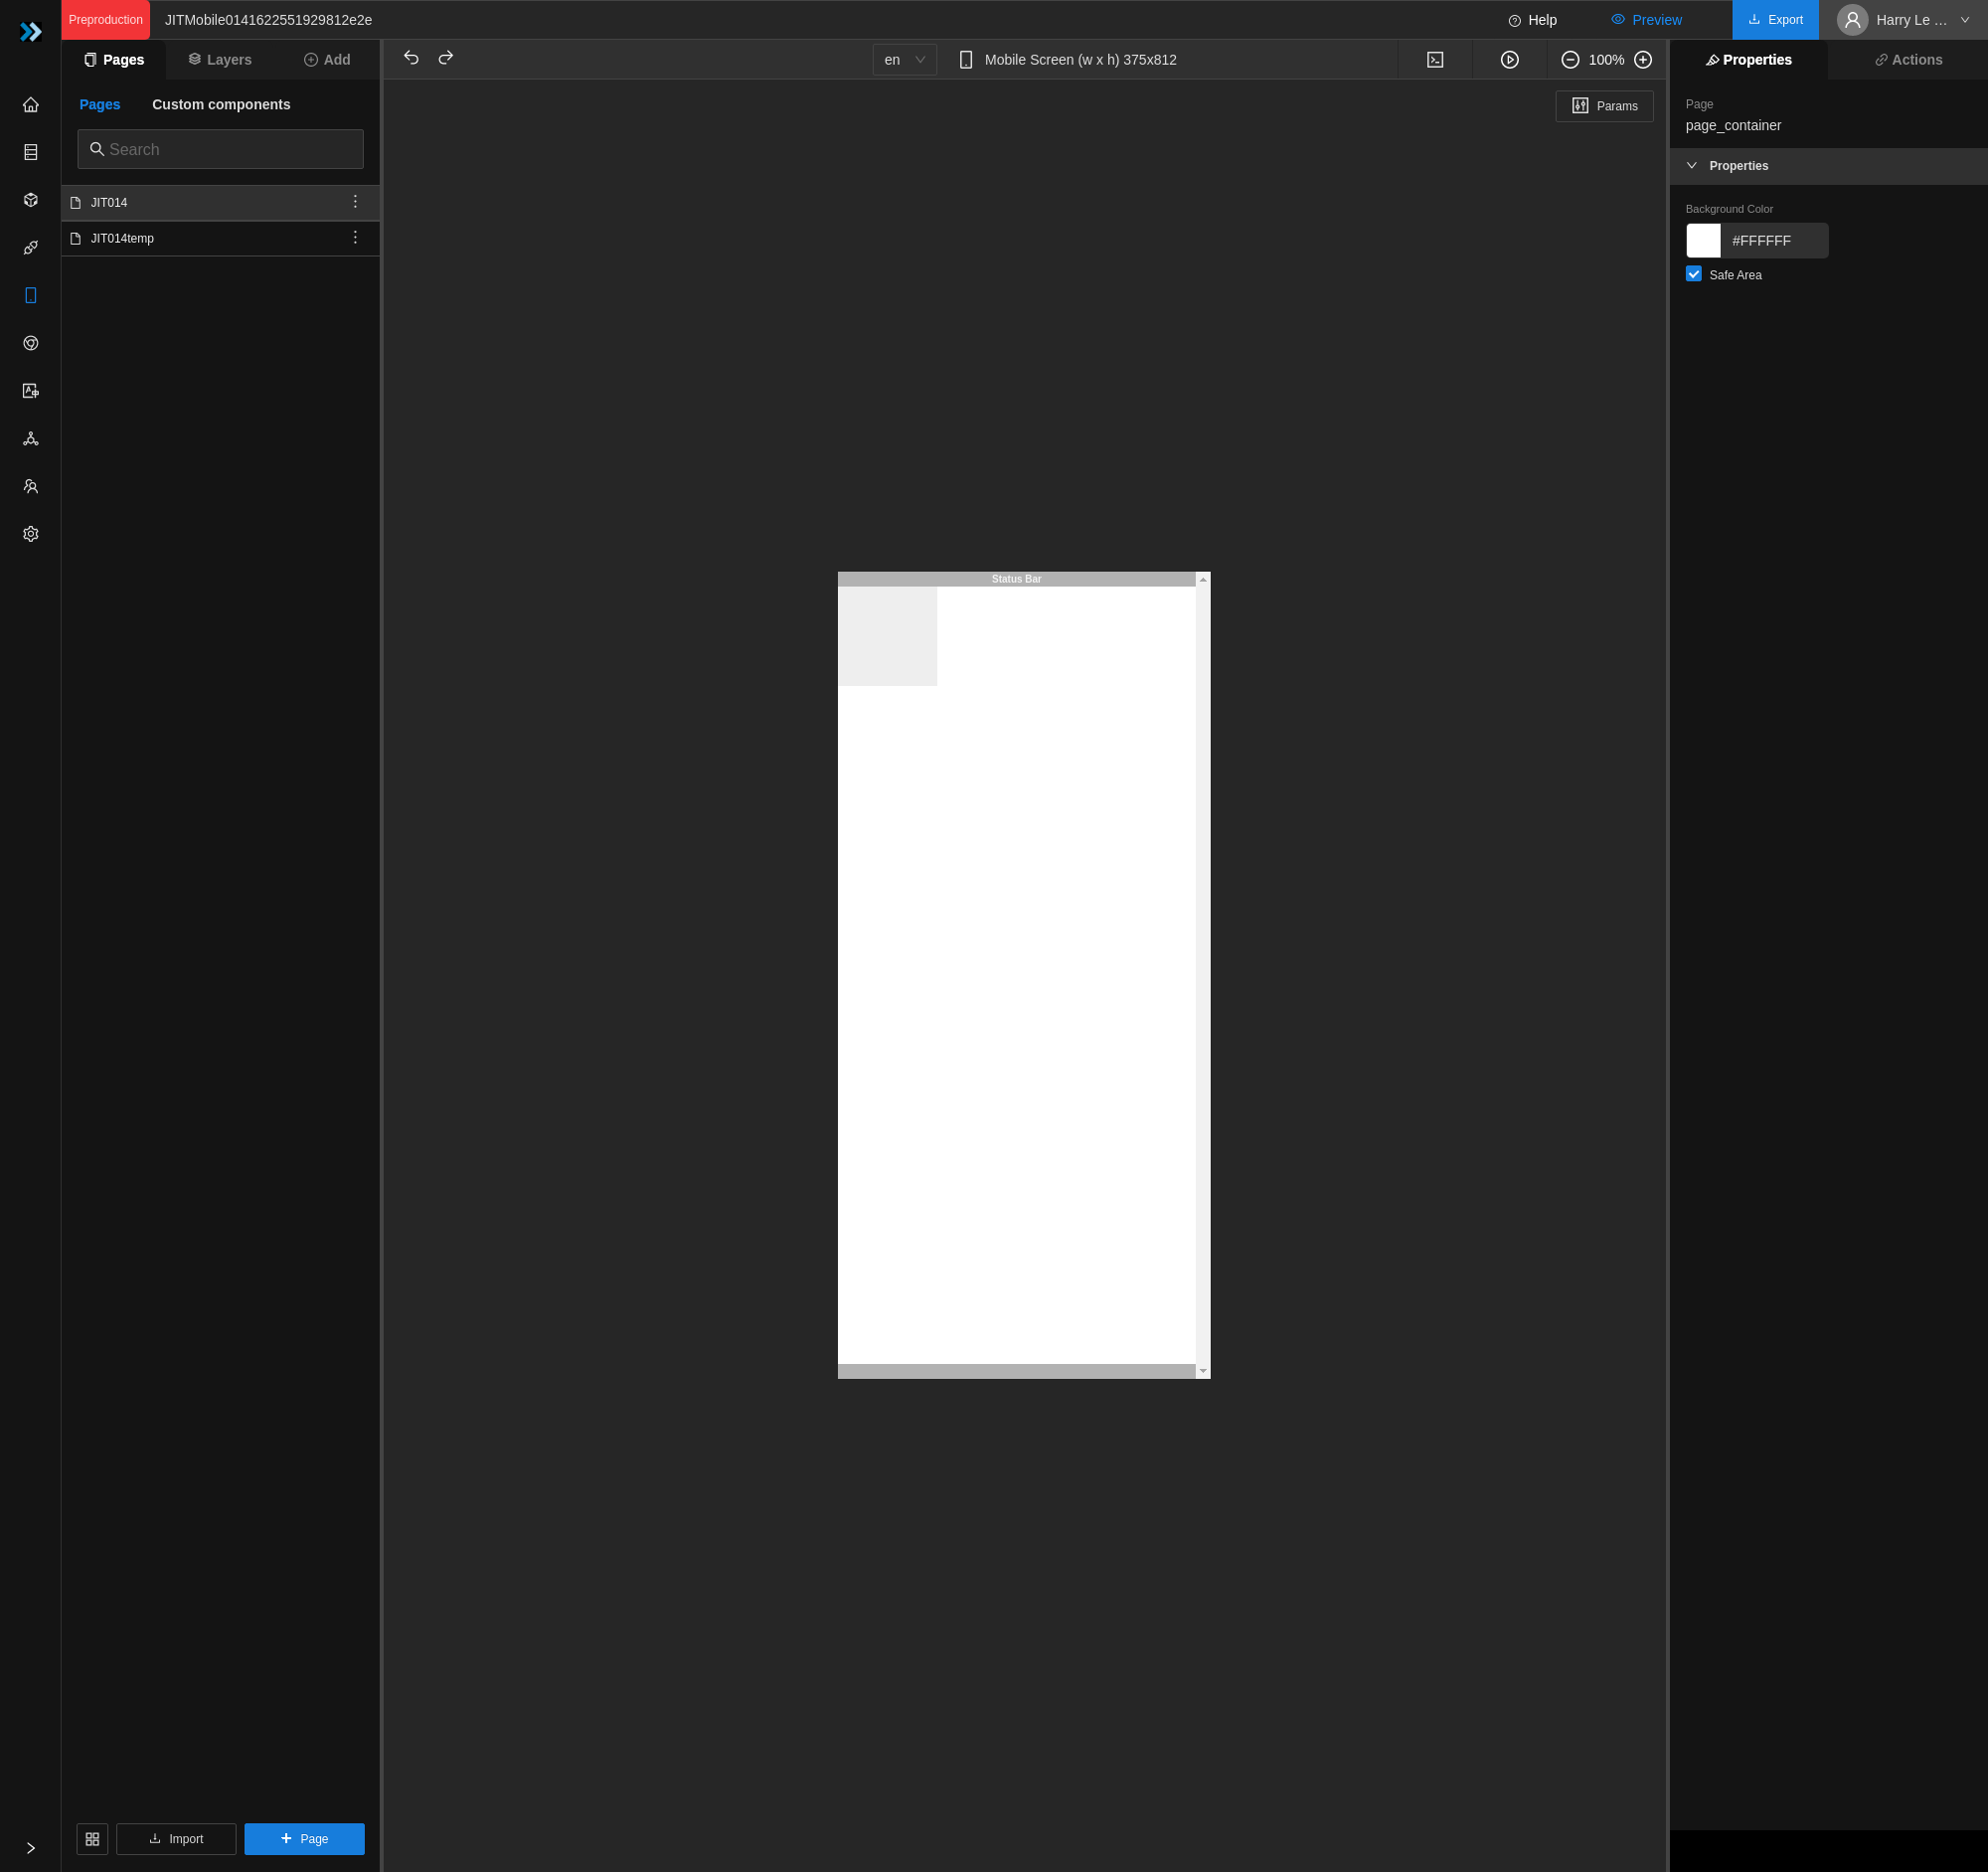 Preproduction
JITMobile0141622551929812e2e
Help
Preview
Export
Harry Le ...
Pages
Layers
Add
en
Mobile Screen (w x h) 375x812
100%
Properties
Actions
Pages
Custom components
Search
JIT014
JIT014temp
Params
Page
page_container
Properties
Background Color
#FFFFFF
Safe Area
Status Bar
Import
Page